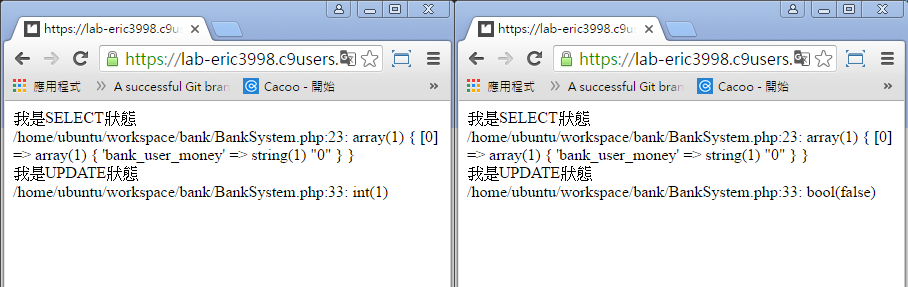 https://lab-eric3998.c9us
https://lab-eric3998.c9users.
應用程式 » A successful Git bran Cacoo - 開始 »
我是SELECT狀態
/home/ubuntu/workspace/bank/BankSystem.php:23: array(1) { [0]
=> array(1) { 'bank_user_money' => string(1) "0" } }
我是UPDATE狀態
/home/ubuntu/workspace/bank/BankSystem.php:33: int(1)
https://lab-eric3998.c9us
https://lab-eric3998.c9users.
應用程式 » A successful Git bran Cacoo - 開始 »
我是SELECT狀態
/home/ubuntu/workspace/bank/BankSystem.php:23: array(1) { [0]
=> array(1) { 'bank_user_money' => string(1) "0" } }
我是UPDATE狀態
/home/ubuntu/workspace/bank/BankSystem.php:33: bool(false)